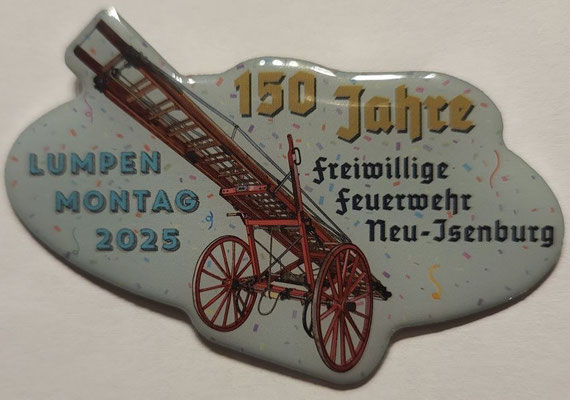 150 Jahre
Freiwillige
Feuerwehr
Neu-Isenburg
LUMPEN
MONTAG
2025